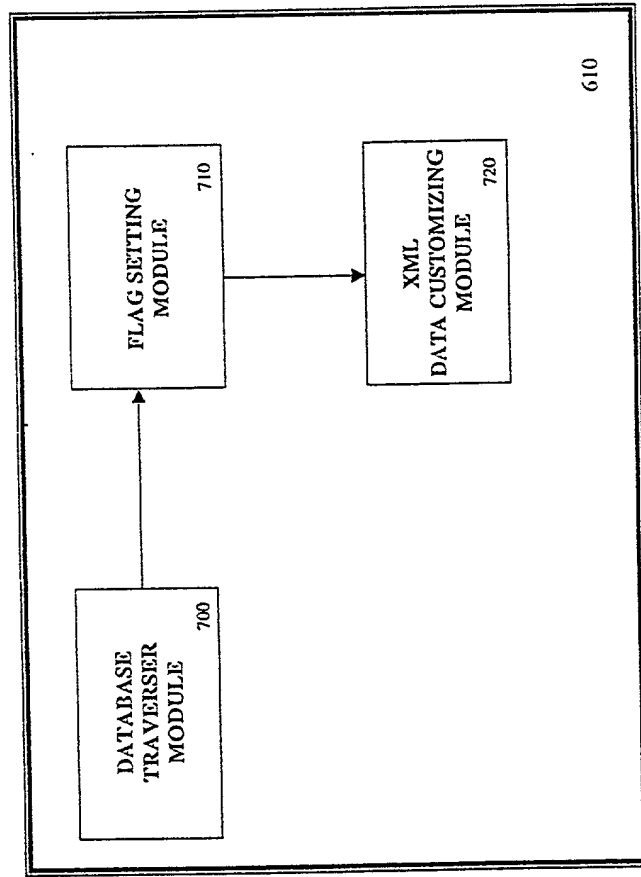 DATABASE
TRAVERSER
MODULE
700
FLAG SETTING
MODULE
710
XML
DATA CUSTOMIZING
MODULE
720
610